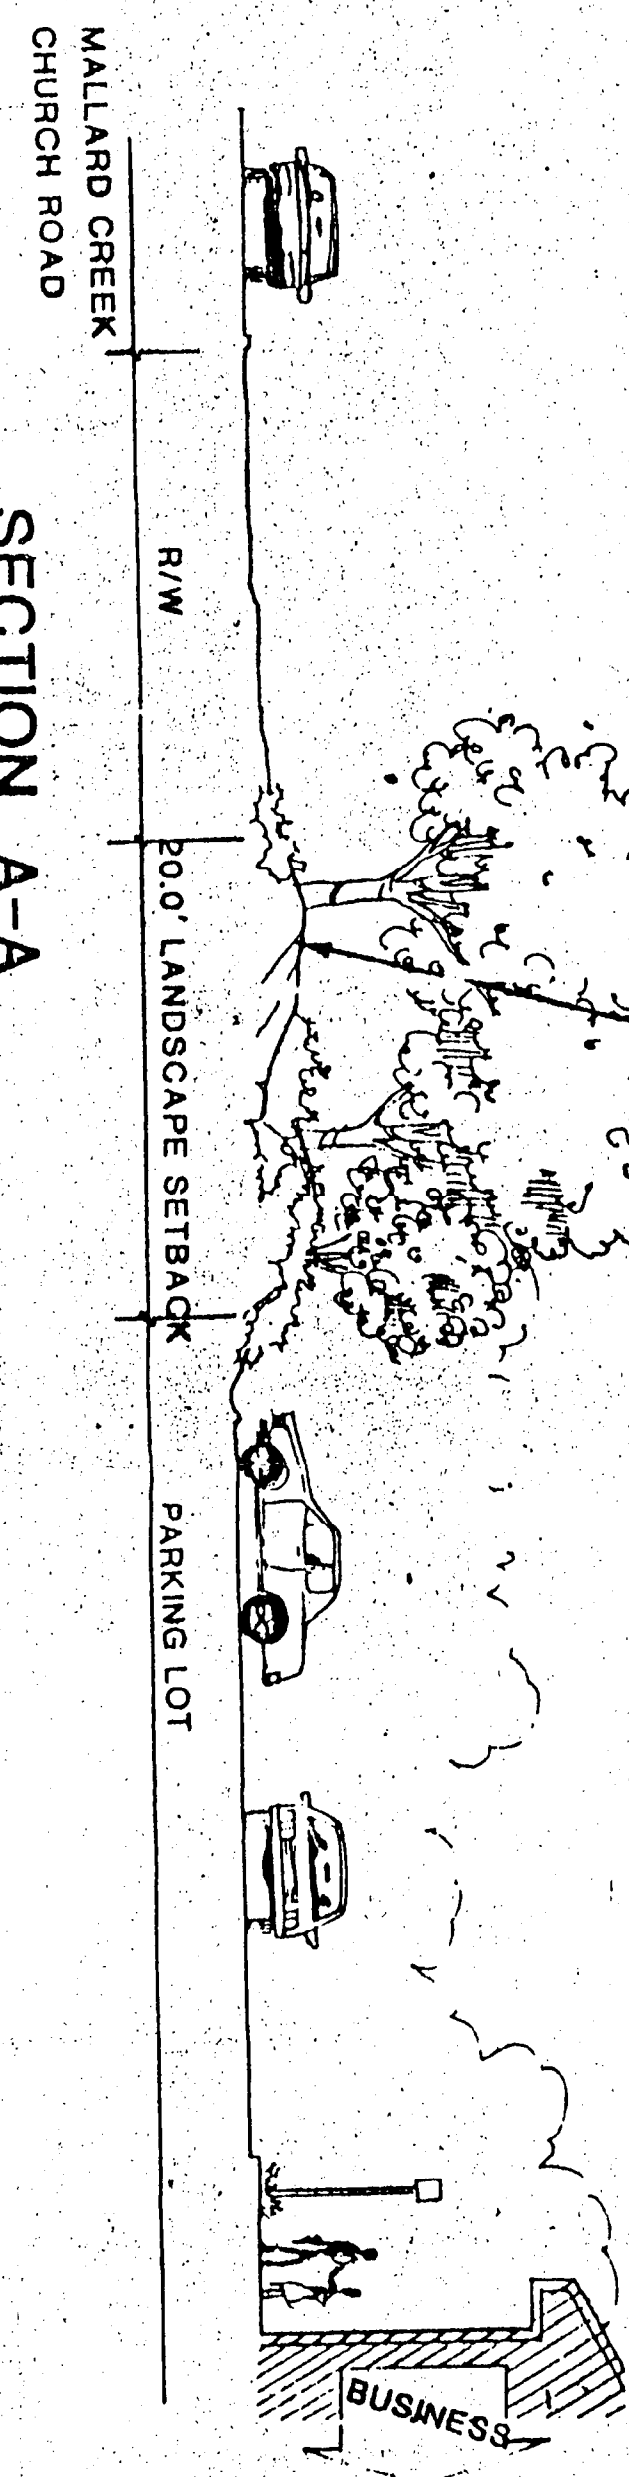 MALLARD CREEK
CHURCH ROAD
R/W
20.0' LANDSCAPE SETBACK
PARKING LOT
BUSINESS
SECTION A-A